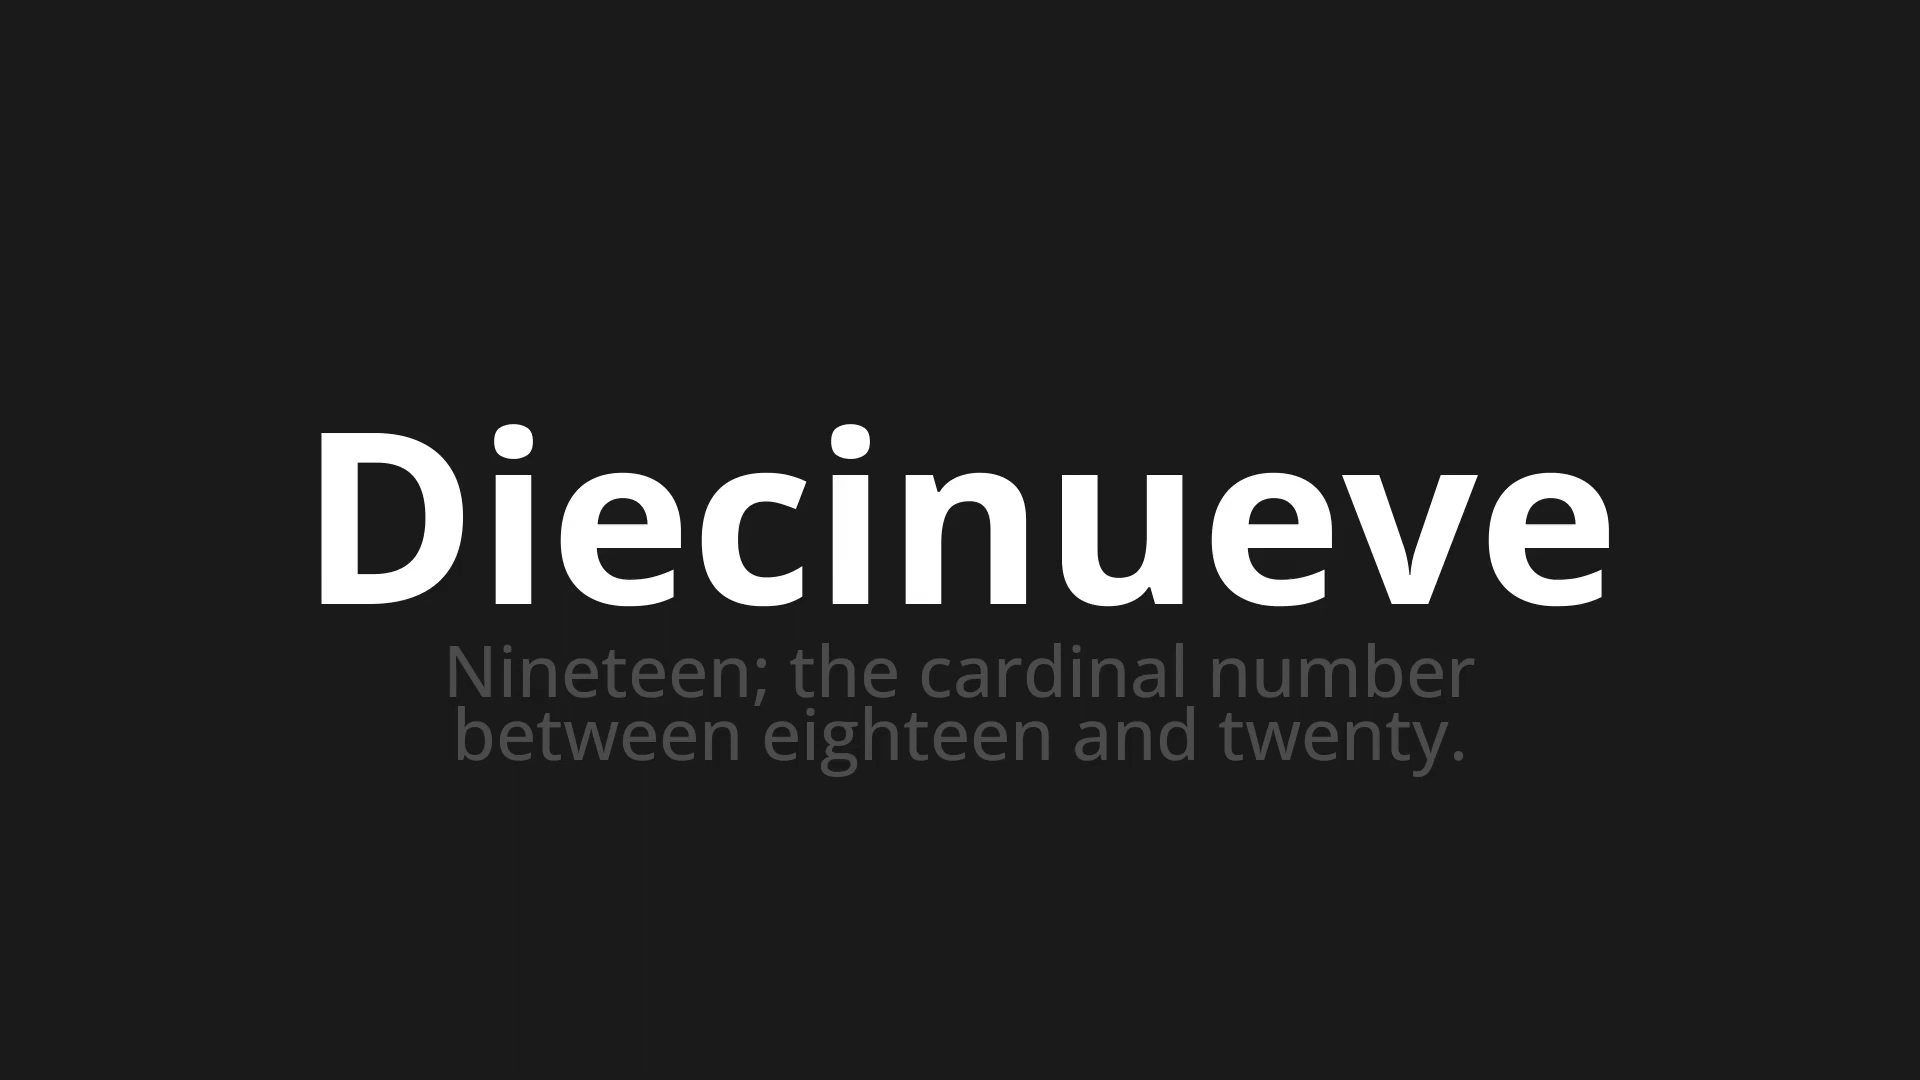 Diecinueve
Nineteen; the cardinal number
between eighteen and twenty.